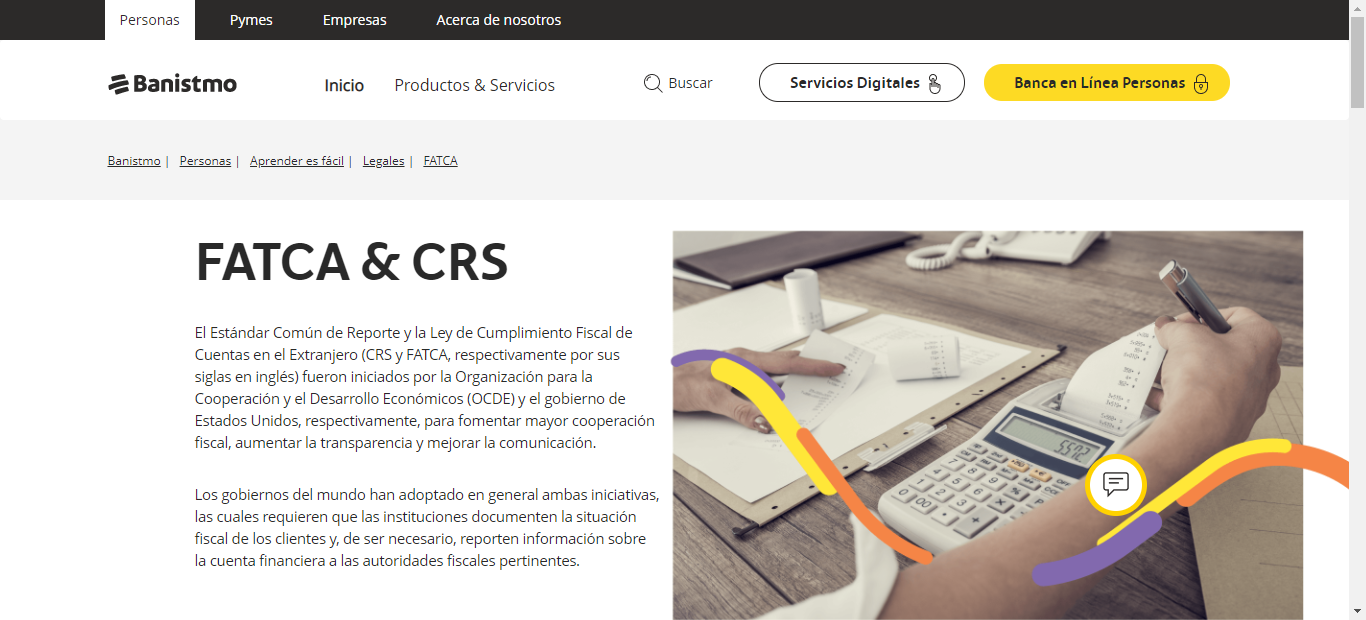 Personas Pymes Empresas Acerca de nosotros
Banistmo Inicio Productos & Servicios Buscar Servicios Digitales Banca en Línea Personas
Banistmo | Personas | Aprender es fácil | Legales | FATCA
FATCA & CRS
El Estándar Común de Reporte y la Ley de Cumplimiento Fiscal de
Cuentas en el Extranjero (CRS y FATCA, respectivamente por sus
siglas en inglés) fueron iniciados por la Organización para la
Cooperación y el Desarrollo Económicos (OCDE) y el gobierno de
Estados Unidos, respectivamente, para fomentar mayor cooperación
fiscal, aumentar la transparencia y mejorar la comunicación.
Los gobiernos del mundo han adoptado en general ambas iniciativas,
las cuales requieren que las instituciones documenten la situación
fiscal de los clientes y, de ser necesario, reporten información sobre
la cuenta financiera a las autoridades fiscales pertinentes.